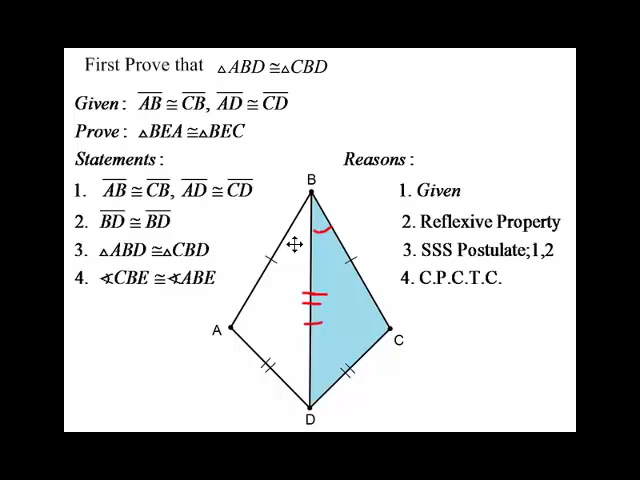 First Prove that △ABD ≅ △CBD
Given: AB ≅ CB, AD ≅ CD
Prove: △BEA ≅ △BEC
Statements: Reasons:
1. AB ≅ CB, AD ≅ CD 1. Given
2. BD ≅ BD 2. Reflexive Property
3. △ABD ≅ △CBD 3. SSS Postulate;1,2
4. ∢CBE ≅ ∢ABE 4. C.P.C.T.C.
B
A
C
D